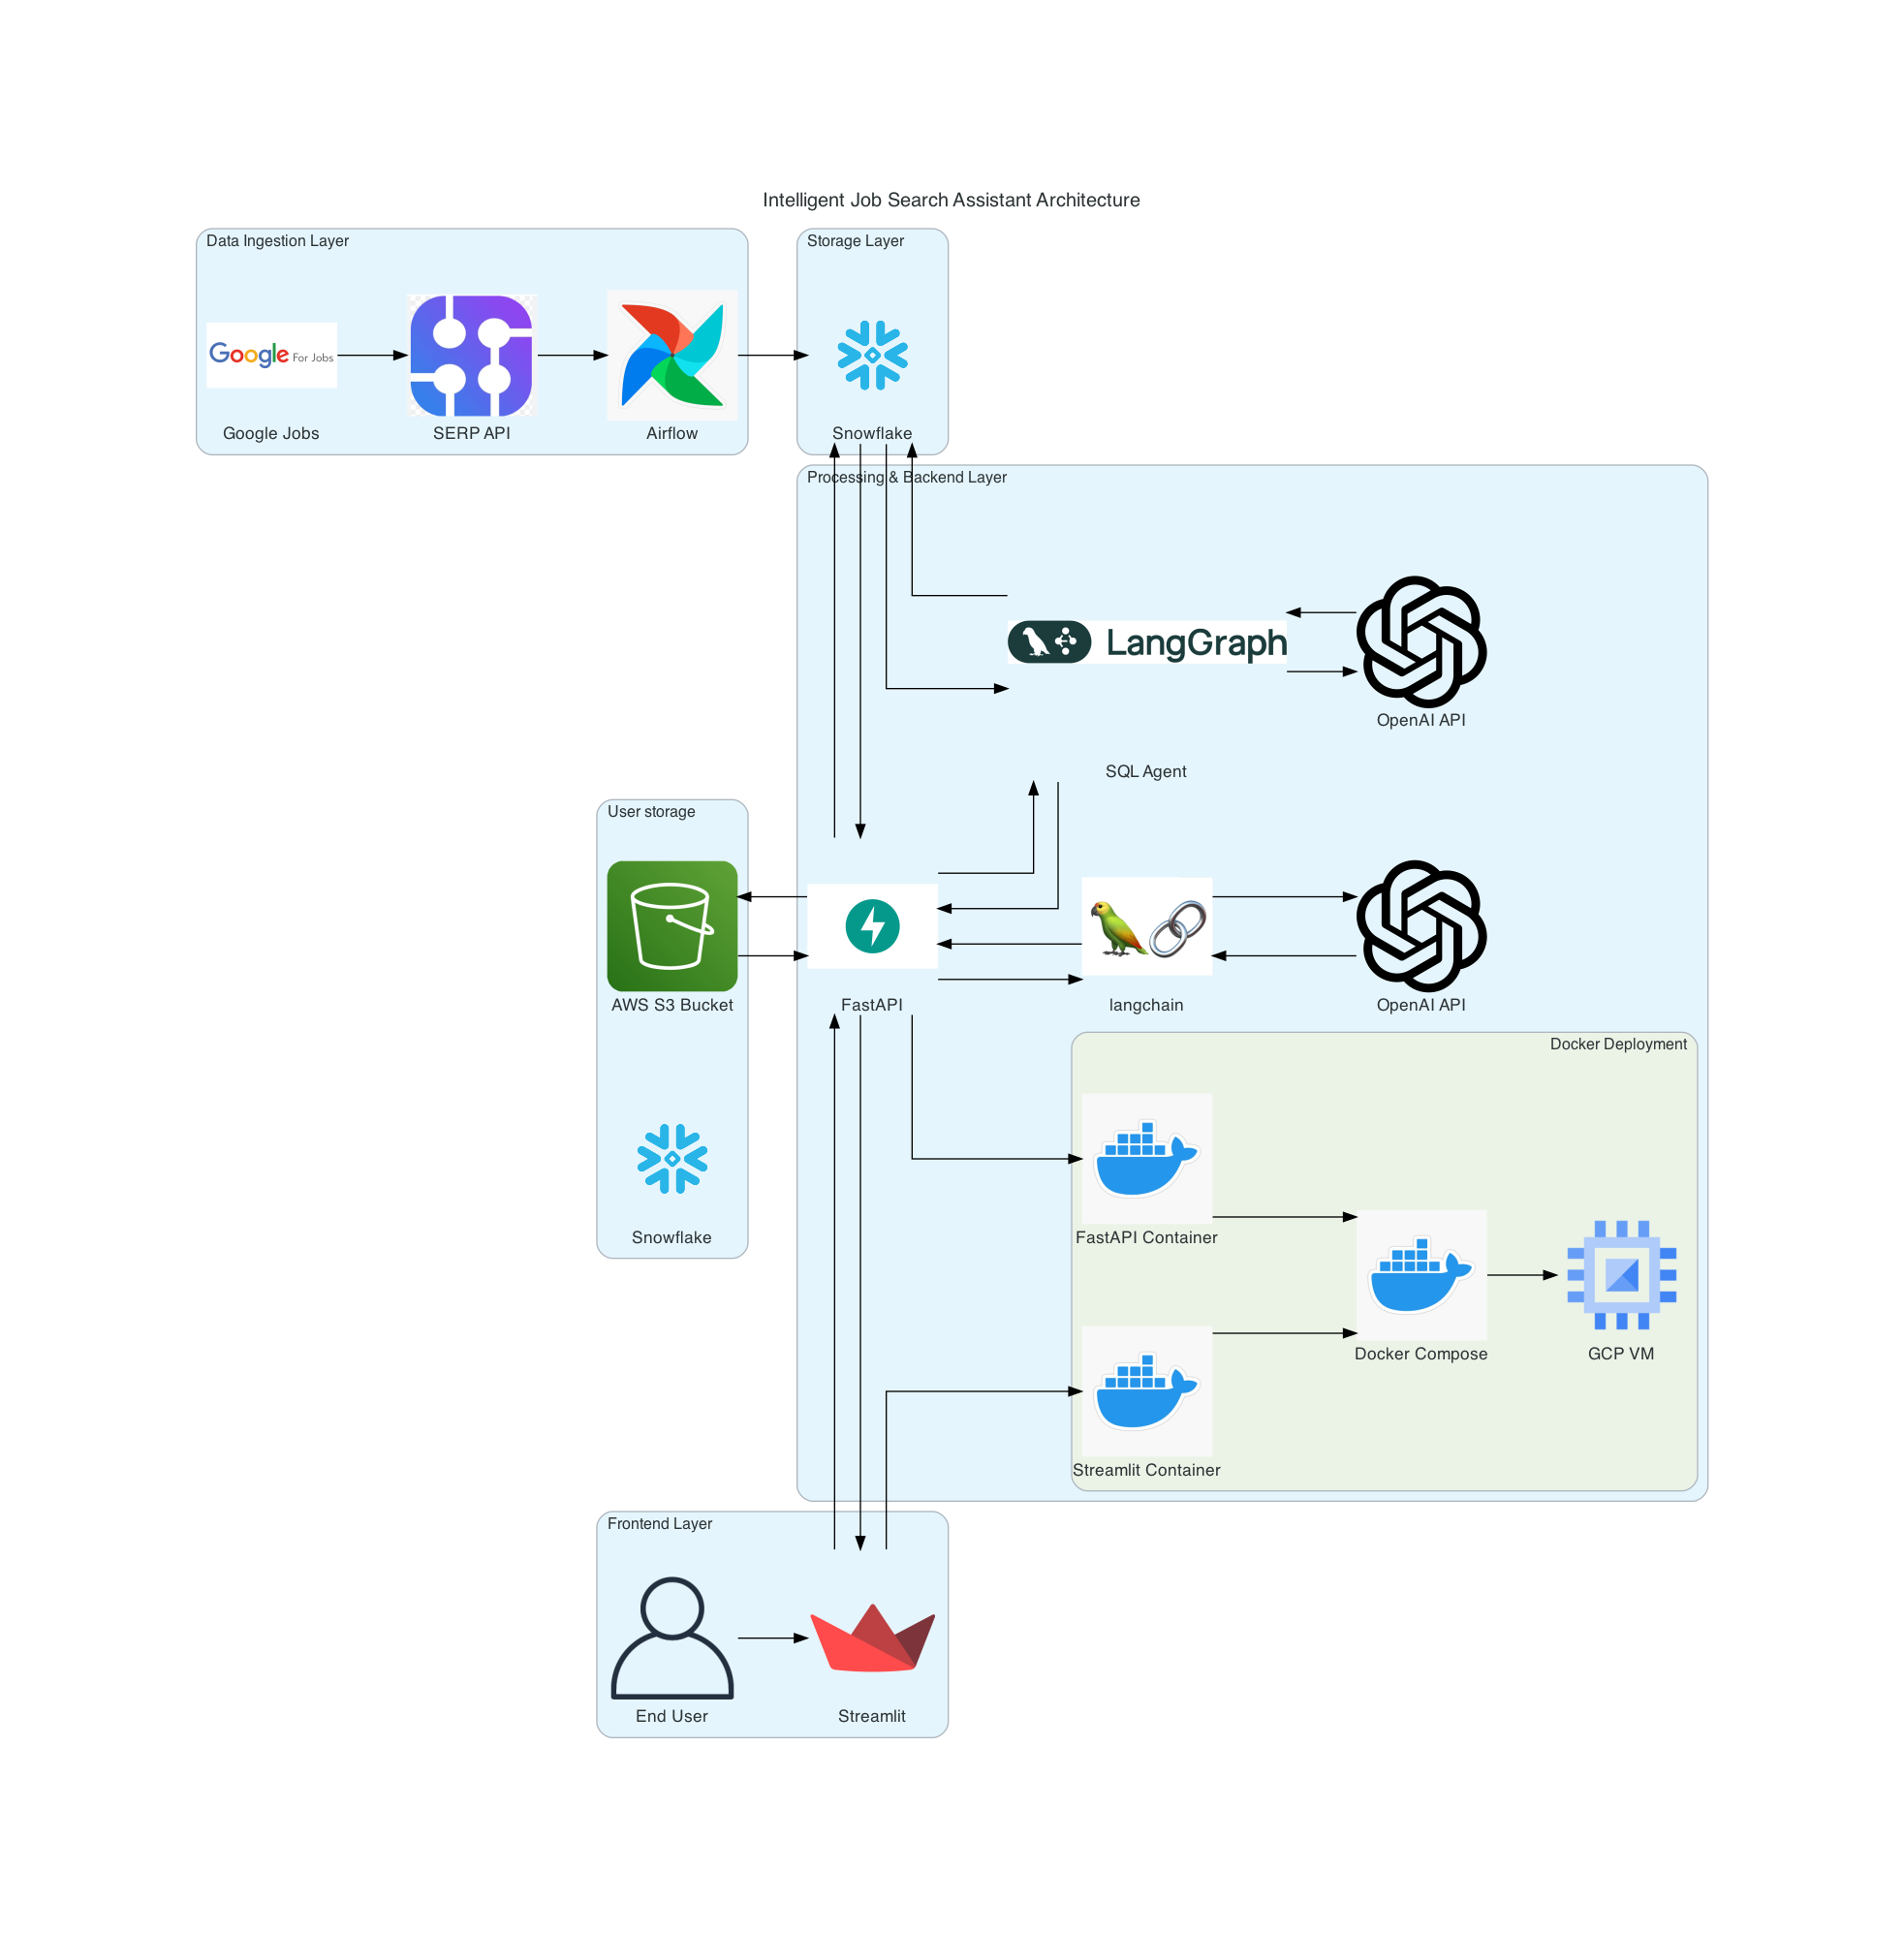 Intelligent Job Search Assistant Architecture
Data Ingestion Layer
Google For Jobs
Google Jobs
SERP API
Airflow
Storage Layer
Snowflake
Processing & Backend Layer
LangGraph
SQL Agent
OpenAI API
User storage
AWS S3 Bucket
Snowflake
FastAPI
langchain
OpenAI API
Docker Deployment
FastAPI Container
Streamlit Container
Docker Compose
GCP VM
Frontend Layer
End User
Streamlit